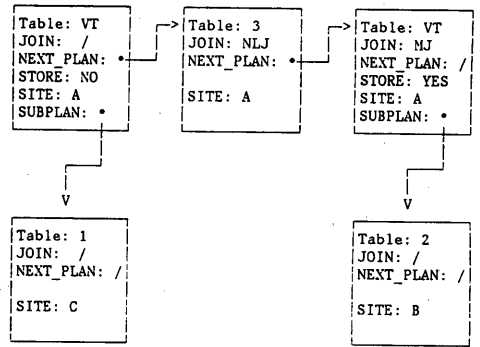 Table: VT
JOIN: /
NEXT_PLAN: •
STORE: NO
SITE: A
SUBPLAN: •
Table: 3
JOIN: NLJ
NEXT_PLAN: •
SITE: A
Table: VT
JOIN: MJ
NEXT_PLAN: /
STORE: YES
SITE: A
SUBPLAN: •
Table: 1
JOIN: /
NEXT_PLAN: /
SITE: C
Table: 2
JOIN: /
NEXT_PLAN: /
SITE: B